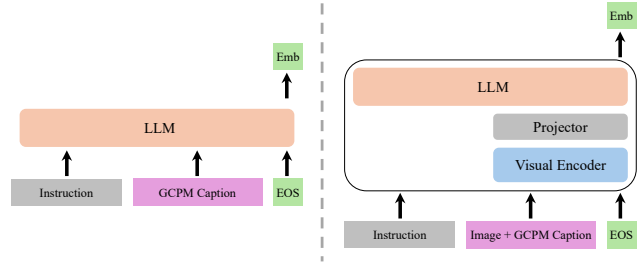 Emb
LLM
Instruction
GCPM Caption
EOS
Emb
LLM
Projector
Visual Encoder
Instruction
Image + GCPM Caption
EOS